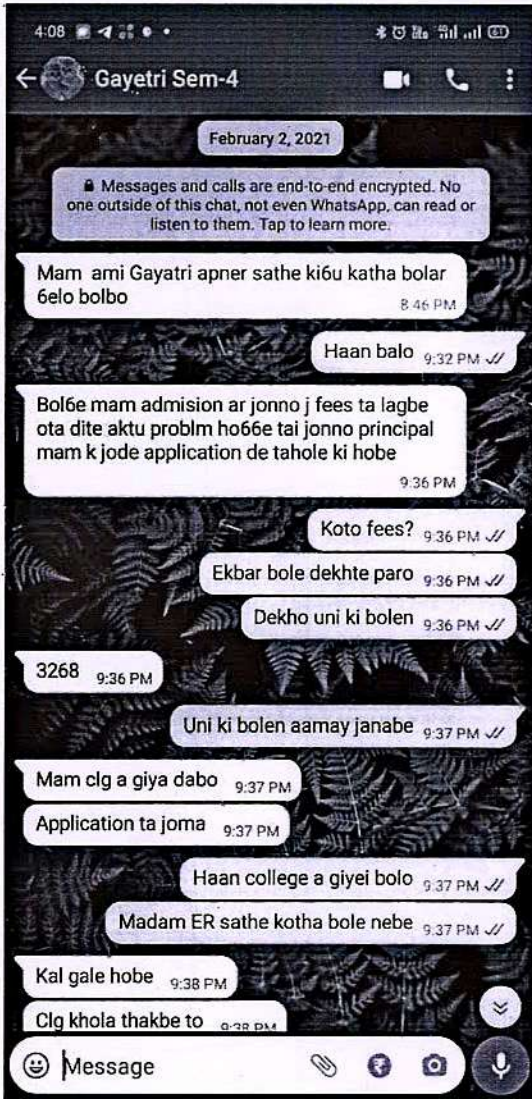 4:08
61
Gayetri Sem-4
February 2, 2021
Messages and calls are end-to-end encrypted. No
one outside of this chat, not even WhatsApp, can read or
listen to them. Tap to learn more.
Mam ami Gayatri apner sathe ki6u katha bolar
6elo bolbo
8:46 PM
Haan balo 9:32 PM
Bol6e mam admision ar jonno j fees ta lagbe
ota dite aktu problm ho66e tai jonno principal
mam k jode application de tahole ki hobe
9:36 PM
Koto fees? 9:36 PM
Ekbar bole dekhte paro 9:36 PM
Dekho uni ki bolen 9:36 PM
3268 9:36 PM
Uni ki bolen aamay janabe 9:37 PM
Mam clg a giya dabo 9:37 PM
Application ta joma 9:37 PM
Haan college a giyei bolo 9:37 PM
Madam ER sathe kotha bole nebe 9:37 PM
Kal gale hobe 9:38 PM
Clg khola thakbe to 9:38 PM
Message